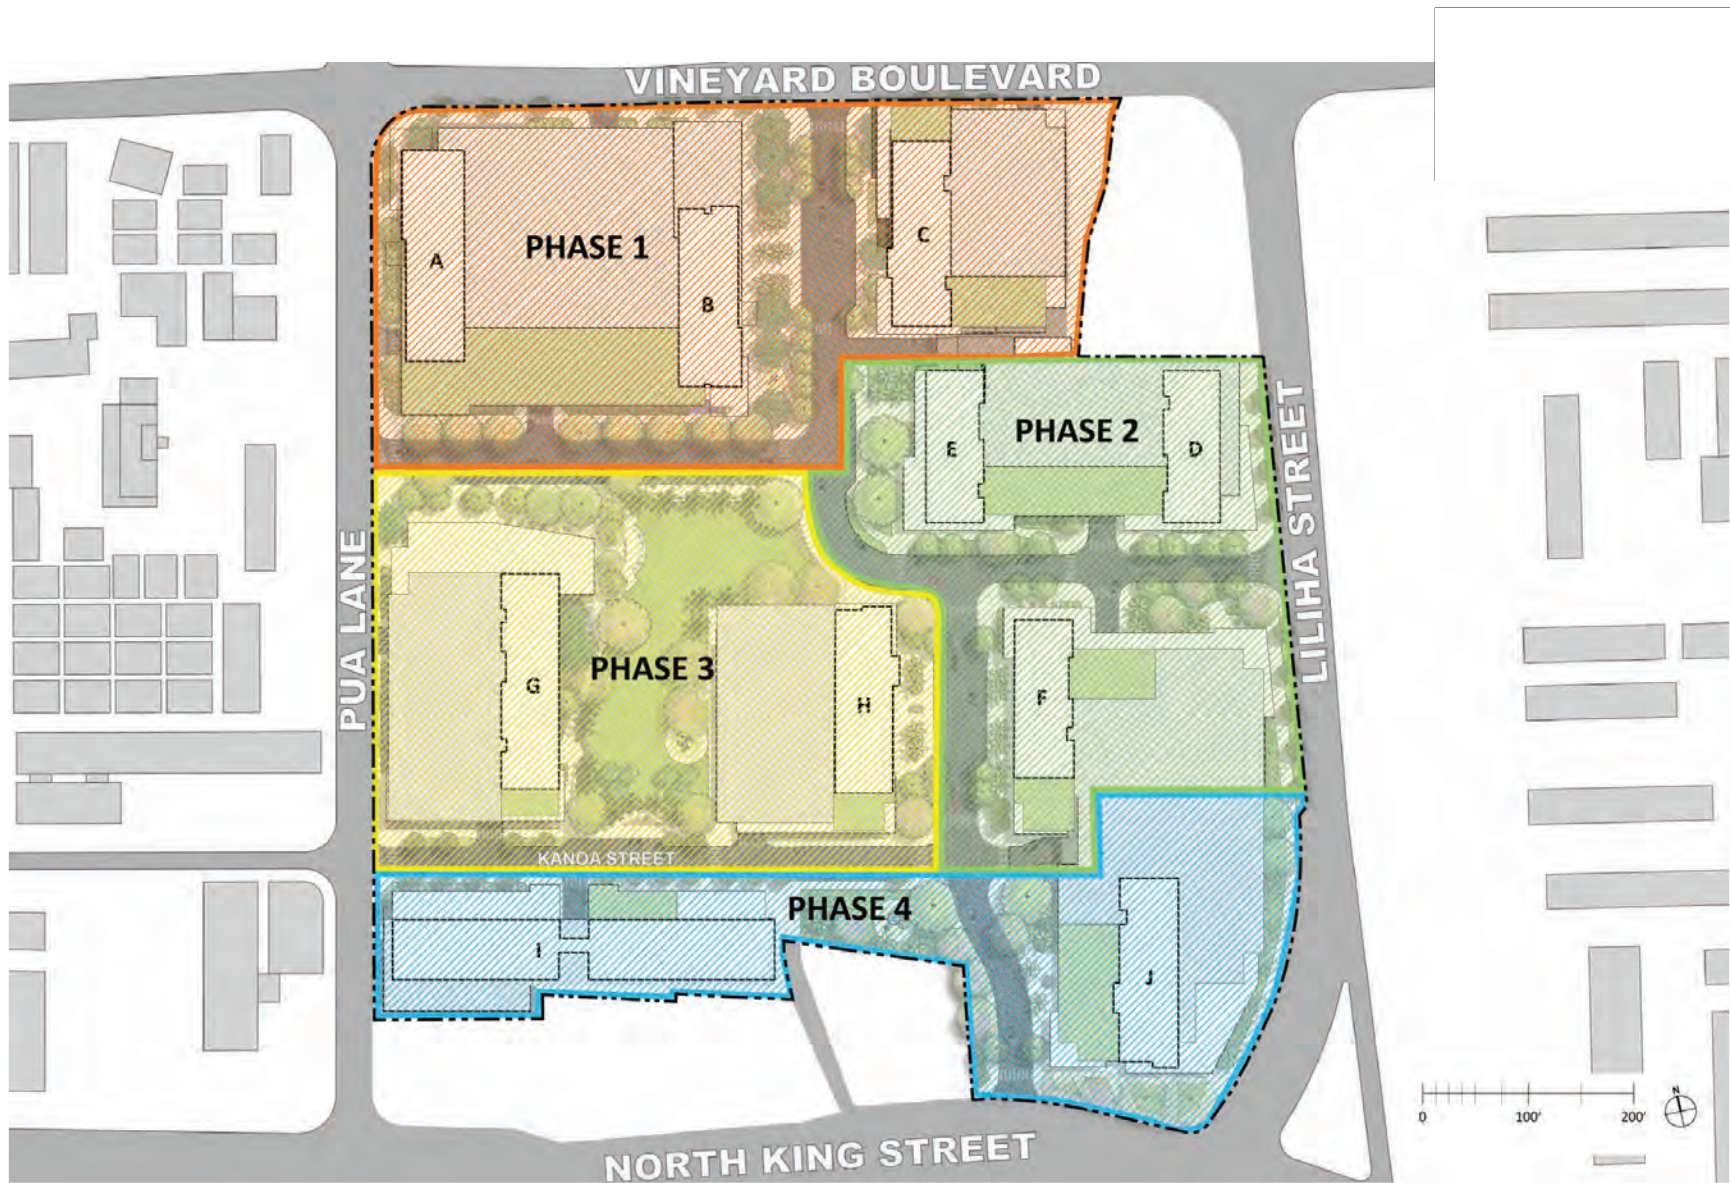 VINEYARD BOULEVARD
PHASE 1
A
B
C
PHASE 2
E
D
LILIHA STREET
PUA LANE
PHASE 3
G
H
F
KANOA STREET
PHASE 4
I
J
N
0 100' 200'
NORTH KING STREET